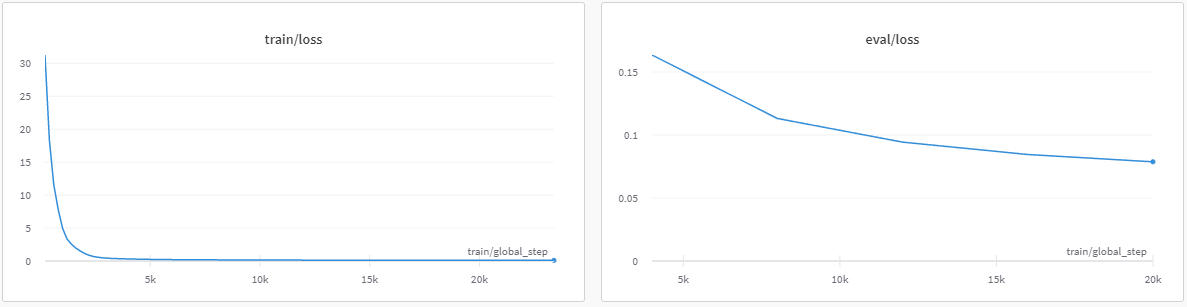 train/loss
30
25
20
15
10
5
0
train/global_step
5k 10k 15k 20k
eval/loss
0.15
0.1
0.05
0
train/global_step
5k 10k 15k 20k